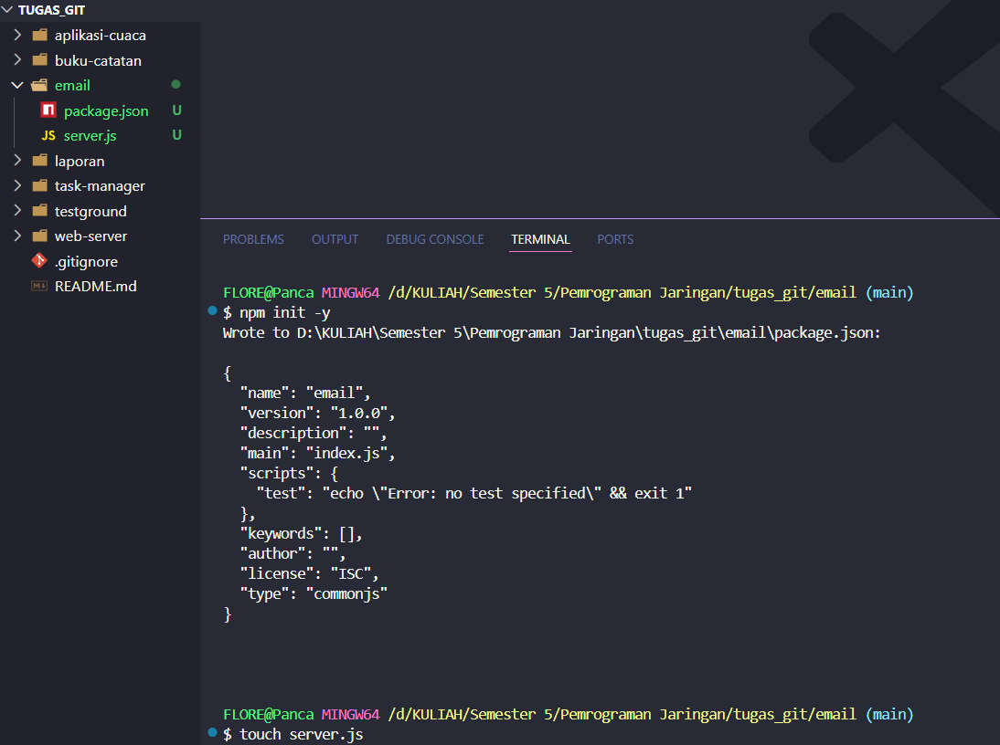 TUGAS_GIT
aplikasi-cuaca
buku-catatan
email
package.json U
JS server.js U
laporan
task-manager
testground
web-server
.gitignore
README.md
PROBLEMS OUTPUT DEBUG CONSOLE TERMINAL PORTS
FLORE@Panca MINGW64 /d/KULIAH/Semester 5/Pemrograman Jaringan/tugas_git/email (main)
$ npm init -y
Wrote to D:\KULIAH\Semester 5\Pemrograman Jaringan\tugas_git\email\package.json:
{
  "name": "email",
  "version": "1.0.0",
  "description": "",
  "main": "index.js",
  "scripts": {
    "test": "echo \"Error: no test specified\" && exit 1"
  },
  "keywords": [],
  "author": "",
  "license": "ISC",
  "type": "commonjs"
}
FLORE@Panca MINGW64 /d/KULIAH/Semester 5/Pemrograman Jaringan/tugas_git/email (main)
$ touch server.js